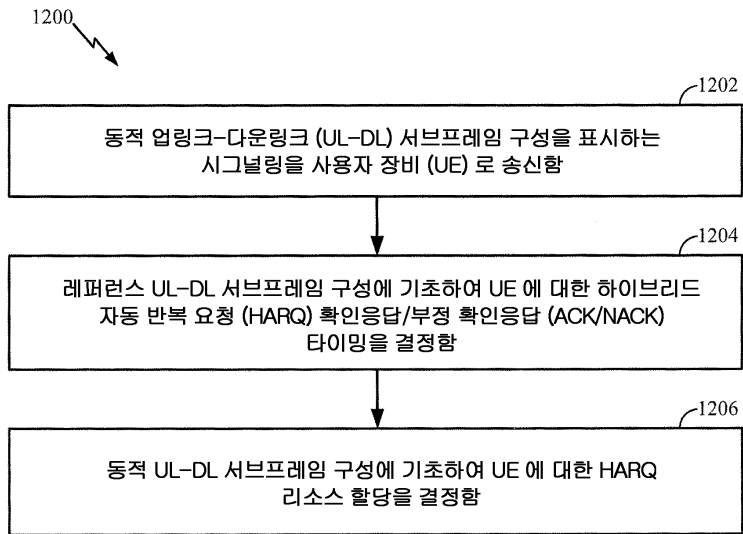 1200
1202
동적 업링크-다운링크 (UL-DL) 서브프레임 구성을 표시하는
시그널링을 사용자 장비 (UE) 로 송신함
1204
레퍼런스 UL-DL 서브프레임 구성에 기초하여 UE 에 대한 하이브리드
자동 반복 요청 (HARQ) 확인응답/부정 확인응답 (ACK/NACK)
타이밍을 결정함
1206
동적 UL-DL 서브프레임 구성에 기초하여 UE 에 대한 HARQ
리소스 할당을 결정함